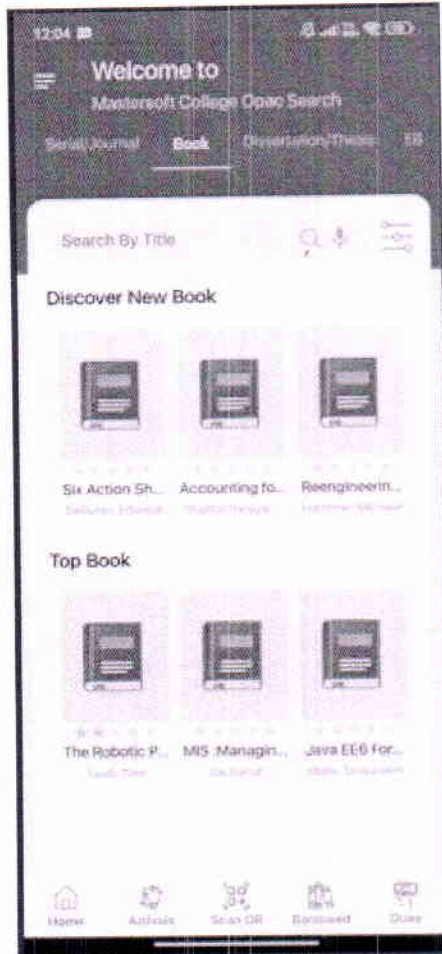 12:04
Welcome to
Mastersoft College Opac Search
Serial/Journal Book Dissertation/Thesis EB
Search By Title
Discover New Book
Six Action Sh... Accounting fo... Reengineerin...
Top Book
The Robotic P... MIS :Managin... Java EE6 For...
Home Arrivals Scan QR Borrowed Dues